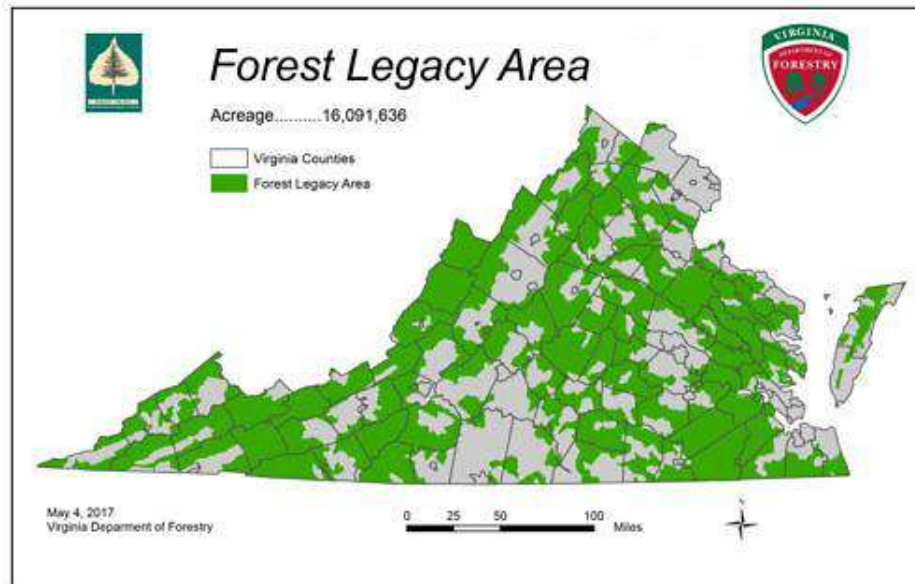 Forest Legacy Area
Acreage..........16,091,636
Virginia Counties
Forest Legacy Area
VIRGINIA
DEPARTMENT OF
FORESTRY
May 4, 2017
Virginia Deparment of Forestry
0 25 50 100
Miles